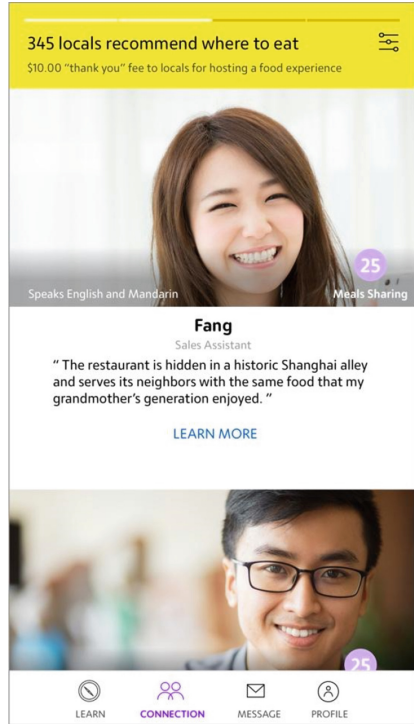 345 locals recommend where to eat
$10.00 “thank you” fee to locals for hosting a food experience
25
Speaks English and Mandarin
Meals Sharing
Fang
Sales Assistant
“ The restaurant is hidden in a historic Shanghai alley
and serves its neighbors with the same food that my
grandmother’s generation enjoyed. ”
LEARN MORE
25
LEARN
CONNECTION
MESSAGE
PROFILE